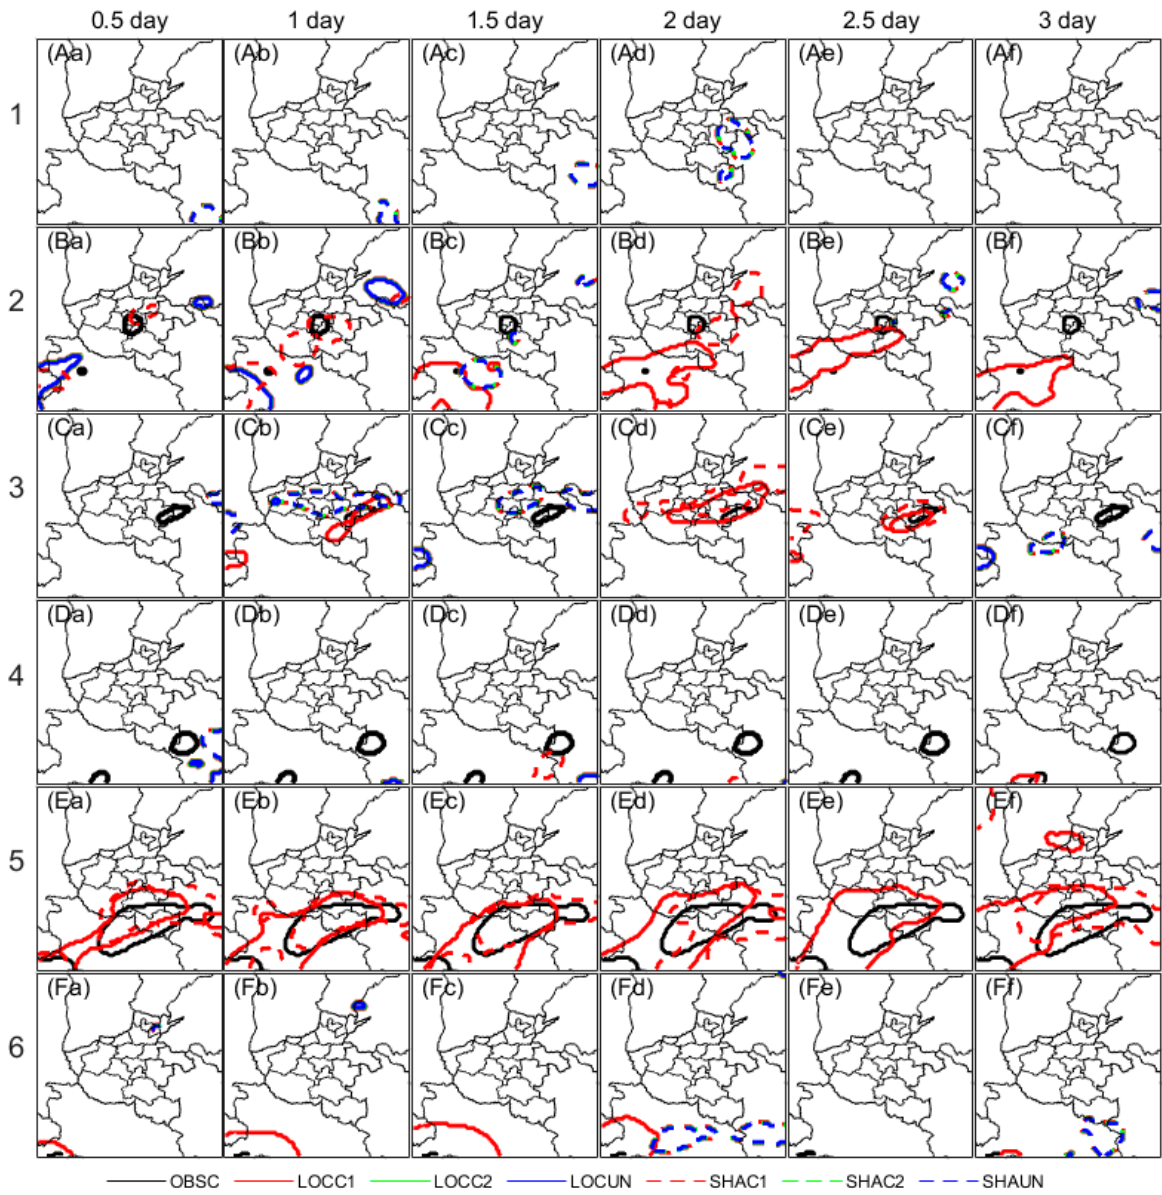 0.5 day 1 day 1.5 day 2 day 2.5 day 3 day
1 (Aa) (Ab) (Ac) (Ad) (Ae) (Af)
2 (Ba) (Bb) (Bc) (Bd) (Be) (Bf)
3 (Ca) (Cb) (Cc) (Cd) (Ce) (Cf)
4 (Da) (Db) (Dc) (Dd) (De) (Df)
5 (Ea) (Eb) (Ec) (Ed) (Ee) (Ef)
6 (Fa) (Fb) (Fc) (Fd) (Fe) (Ff)
OBSC LOCC1 LOCC2 LOCUN SHAC1 SHAC2 SHAUN